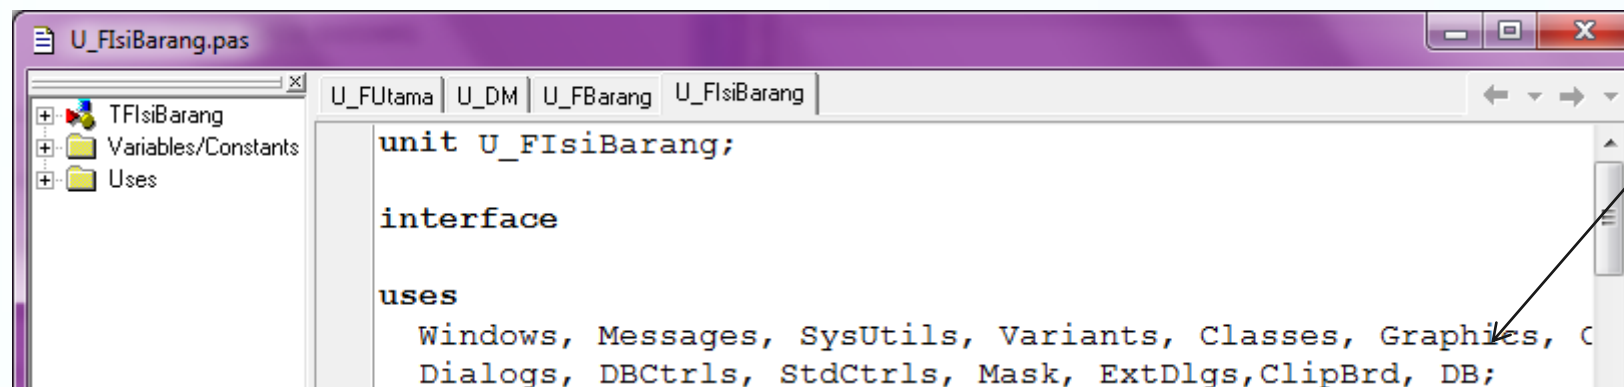 U_FIsiBarang.pas
TFIsiBarang
Variables/Constants
Uses
U_FUtama U_DM U_FBarang U_FIsiBarang
unit U_FIsiBarang;
interface
uses
Windows, Messages, SysUtils, Variants, Classes, Graphics, C
Dialogs, DBCtrls, StdCtrls, Mask, ExtDlgs,ClipBrd, DB;